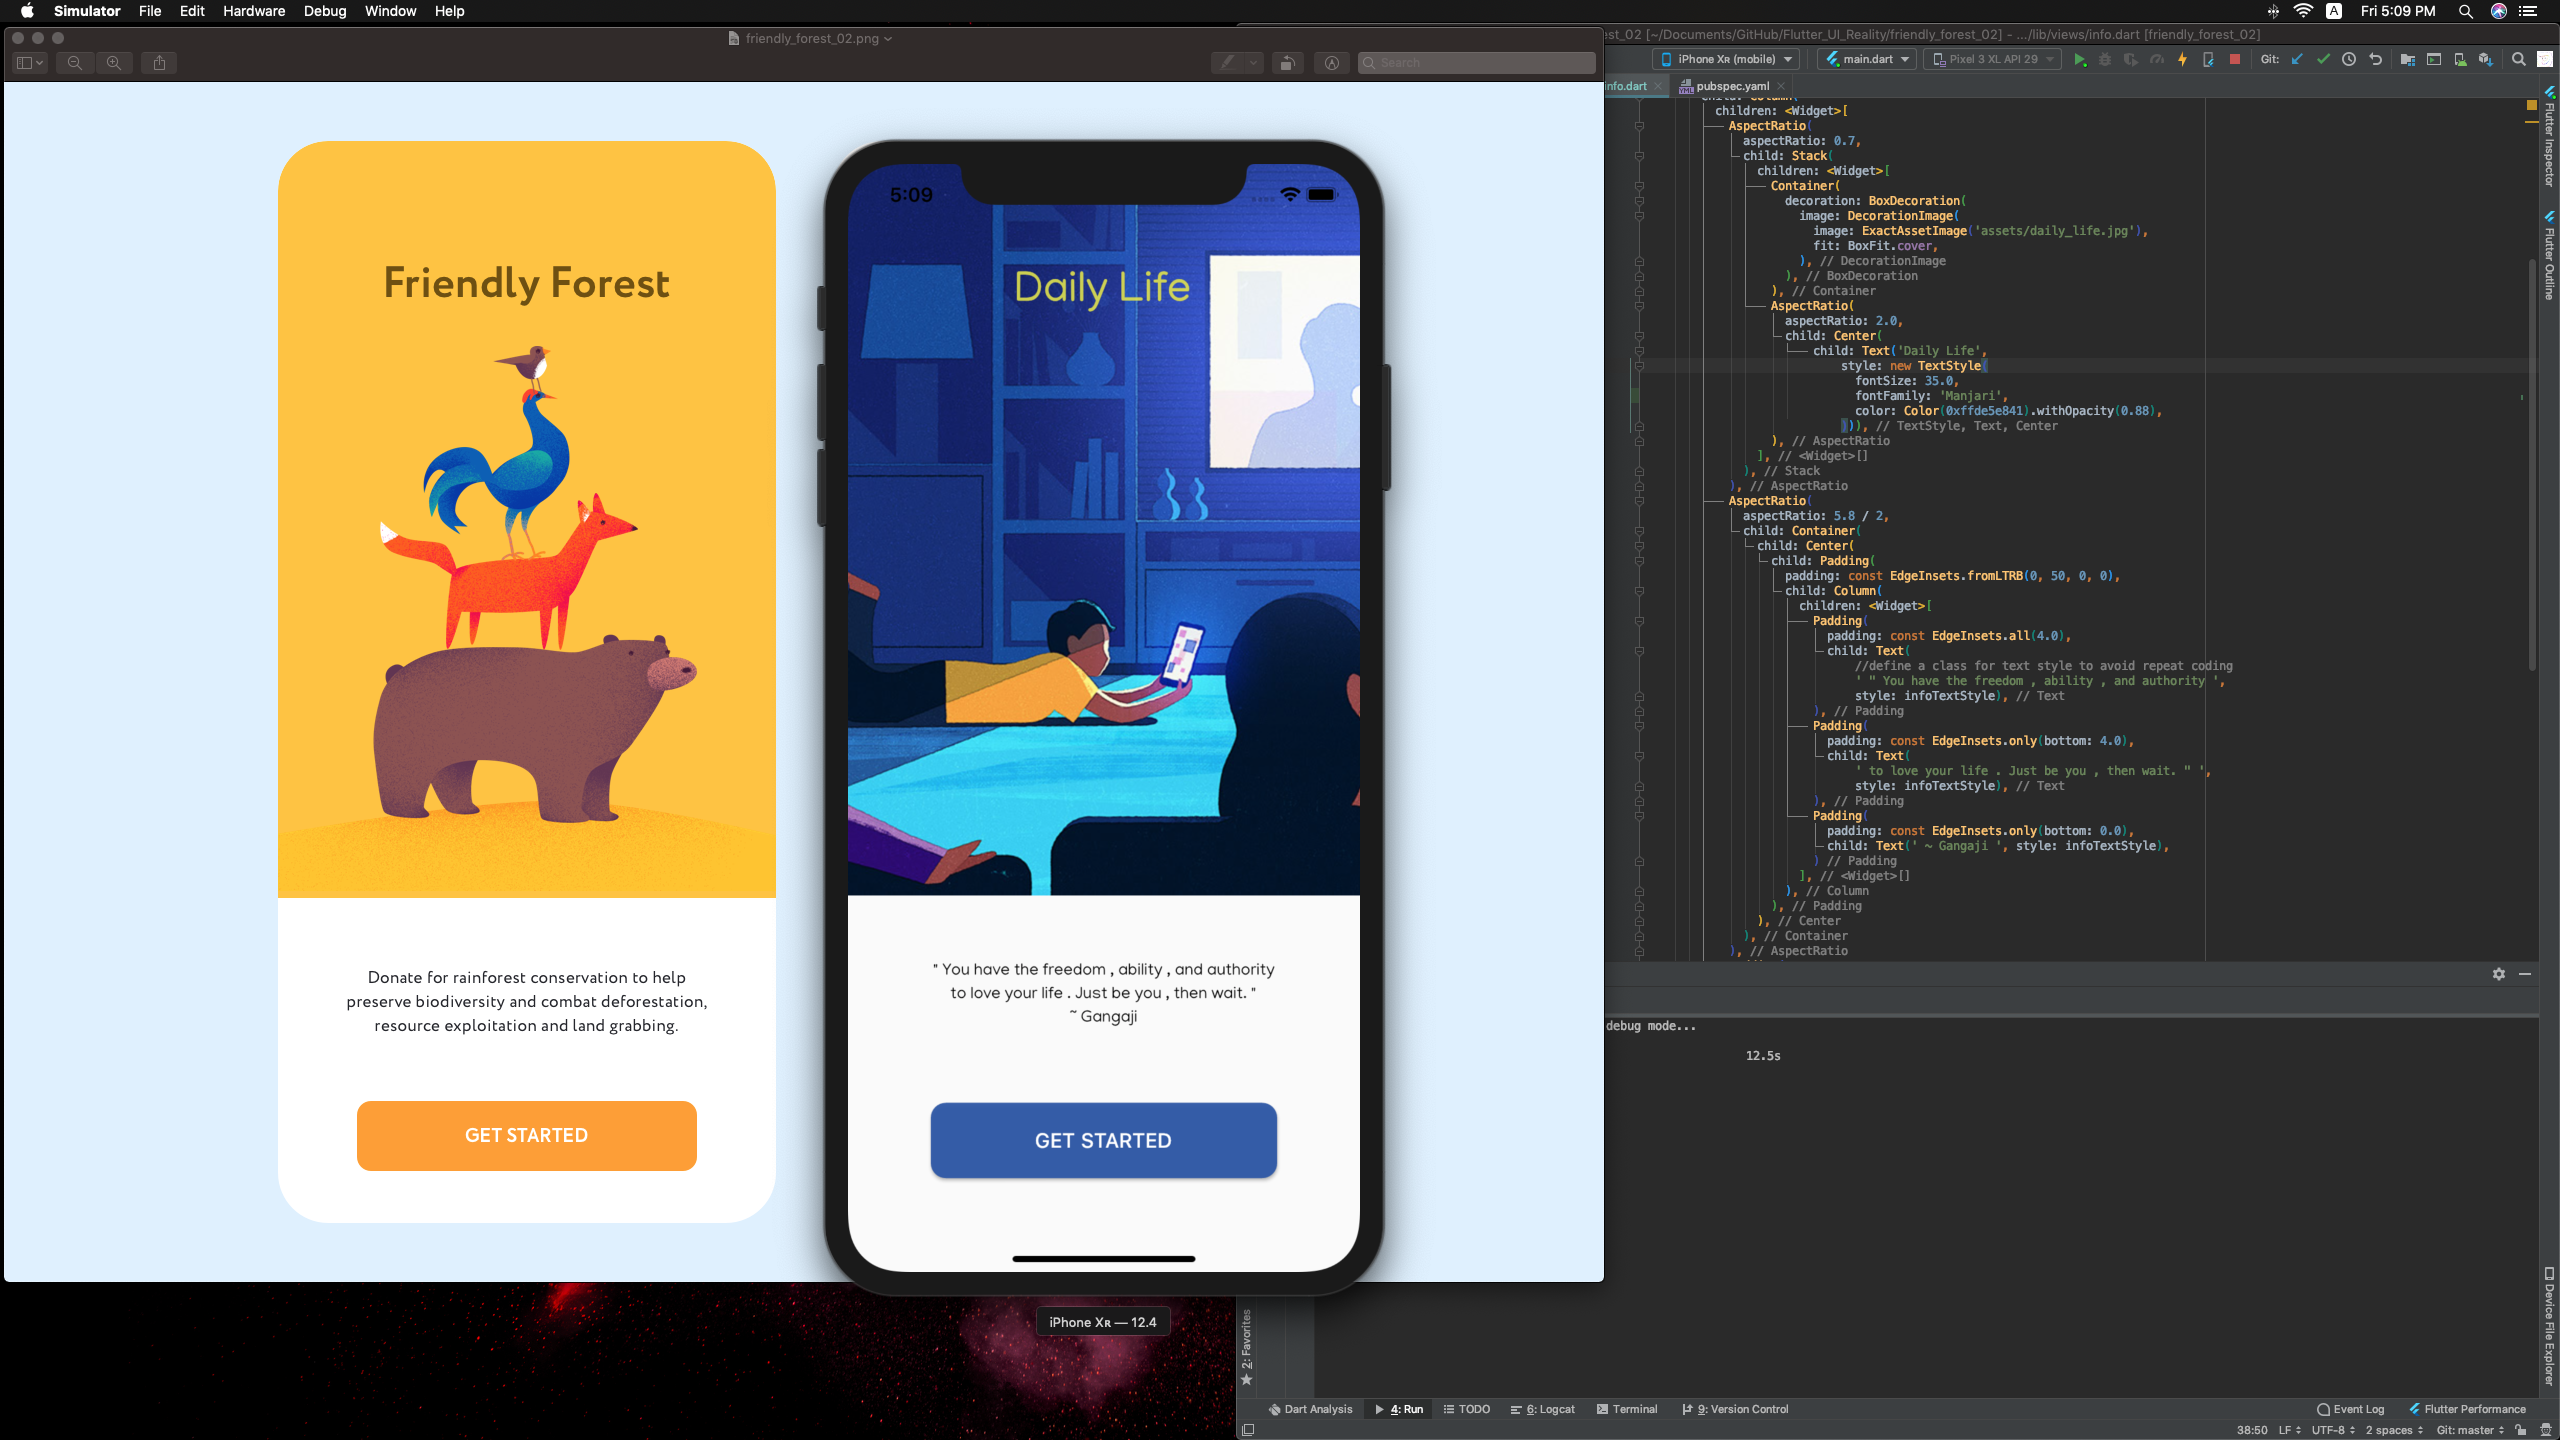 Simulator File Edit Hardware Debug Window Help
A Fri 5:09 PM
friendly_forest_02.png
Search
Friendly Forest
Donate for rainforest conservation to help
preserve biodiversity and combat deforestation,
resource exploitation and land grabbing.
GET STARTED
5:09
Daily Life
" You have the freedom , ability , and authority
to love your life . Just be you , then wait. "
~ Gangaji
GET STARTED
iPhone Xʀ — 12.4
st_02 [~/Documents/GitHub/Flutter_UI_Reality/friendly_forest_02] - .../lib/views/info.dart [friendly_forest_02]
iPhone Xʀ (mobile) main.dart Pixel 3 XL API 29 Git:
info.dart pubspec.yaml
child: Column(
children: <Widget>[
AspectRatio(
aspectRatio: 0.7,
child: Stack(
children: <Widget>[
Container(
decoration: BoxDecoration(
image: DecorationImage(
image: ExactAssetImage('assets/daily_life.jpg'),
fit: BoxFit.cover,
), // DecorationImage
), // BoxDecoration
), // Container
AspectRatio(
aspectRatio: 2.0,
child: Center(
child: Text('Daily Life',
style: new TextStyle(
fontSize: 35.0,
fontFamily: 'Manjari',
color: Color(0xffde5e841).withOpacity(0.88),
))), // TextStyle, Text, Center
), // AspectRatio
], // <Widget>[]
), // Stack
), // AspectRatio
AspectRatio(
aspectRatio: 5.8 / 2,
child: Container(
child: Center(
child: Padding(
padding: const EdgeInsets.fromLTRB(0, 50, 0, 0),
child: Column(
children: <Widget>[
Padding(
padding: const EdgeInsets.all(4.0),
child: Text(
//define a class for text style to avoid repeat coding
' " You have the freedom , ability , and authority ',
style: infoTextStyle), // Text
), // Padding
Padding(
padding: const EdgeInsets.only(bottom: 4.0),
child: Text(
' to love your life . Just be you , then wait. " ',
style: infoTextStyle), // Text
), // Padding
Padding(
padding: const EdgeInsets.only(bottom: 0.0),
child: Text(' ~ Gangaji ', style: infoTextStyle),
) // Padding
], // <Widget>[]
), // Column
), // Padding
), // Center
), // Container
), // AspectRatio
debug mode...
12.5s
Flutter Inspector
Flutter Outline
Device File Explorer
2: Favorites
Dart Analysis 4: Run TODO 6: Logcat Terminal 9: Version Control Event Log Flutter Performance
38:50 LF UTF-8 2 spaces Git: master